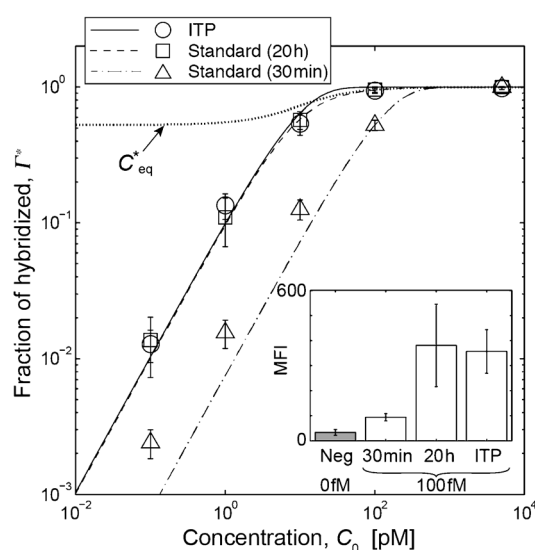 ITP
Standard (20h)
Standard (30min)
10⁰
10⁻¹
10⁻²
10⁻³
Fraction of hybridized, Γ*
C*eq
600
MFI
0
Neg 30min 20h ITP
0fM 100fM
10⁻² 10⁰ 10² 10⁴
Concentration, C₀ [pM]